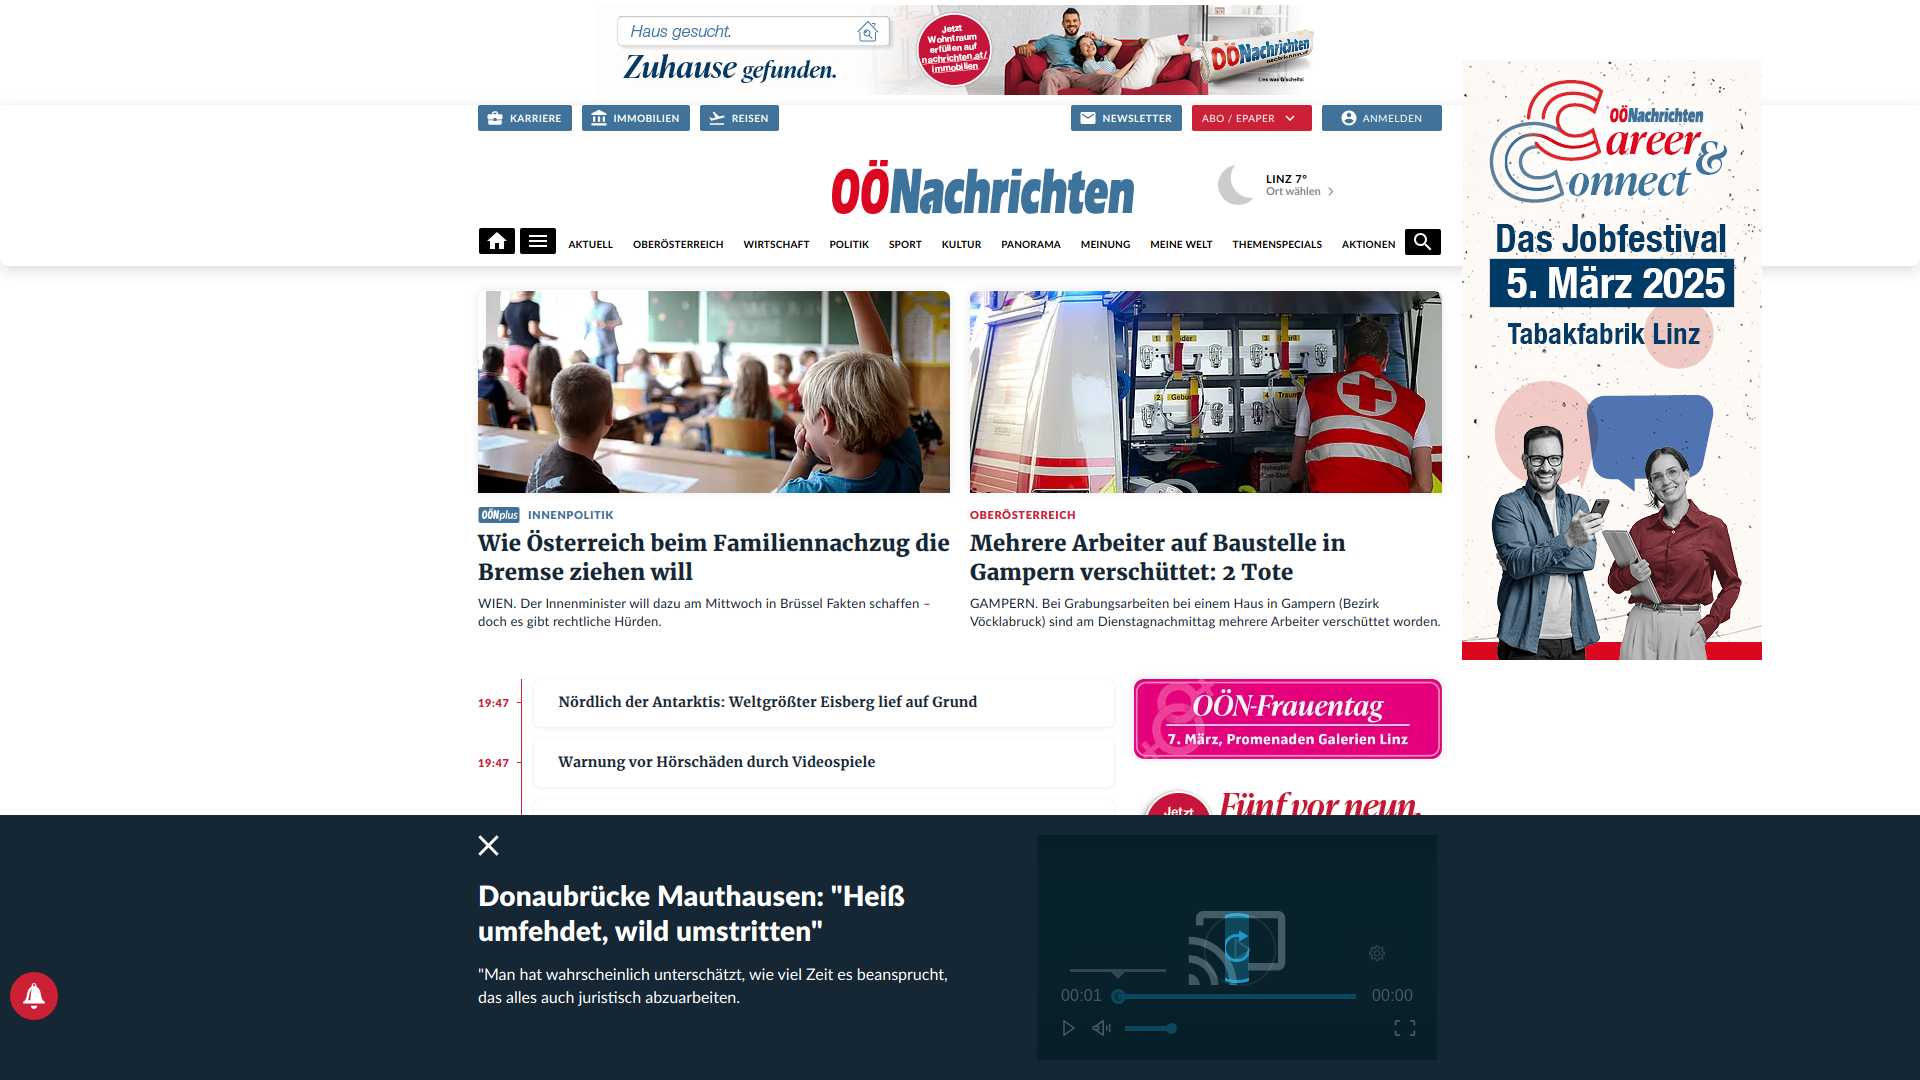 Haus gesucht.
Zuhause gefunden.
Jetzt
Wohntraum
erfüllen auf
nachrichten.at/
immobilien
OÖNachrichten
KARRIERE
IMMOBILIEN
REISEN
NEWSLETTER
ABO / EPAPER
ANMELDEN
OÖNachrichten
LINZ 7°
Ort wählen
AKTUELL
OBERÖSTERREICH
WIRTSCHAFT
POLITIK
SPORT
KULTUR
PANORAMA
MEINUNG
MEINE WELT
THEMENSPECIALS
AKTIONEN
OÖNachrichten
Career &
Connect
Das Jobfestival
5. März 2025
Tabakfabrik Linz
OÖNplus INNENPOLITIK
Wie Österreich beim Familiennachzug die
Bremse ziehen will
WIEN. Der Innenminister will dazu am Mittwoch in Brüssel Fakten schaffen –
doch es gibt rechtliche Hürden.
OBERÖSTERREICH
Mehrere Arbeiter auf Baustelle in
Gampern verschüttet: 2 Tote
GAMPERN. Bei Grabungsarbeiten bei einem Haus in Gampern (Bezirk
Vöcklabruck) sind am Dienstagnachmittag mehrere Arbeiter verschüttet worden.
19:47
Nördlich der Antarktis: Weltgrößter Eisberg lief auf Grund
19:47
Warnung vor Hörschäden durch Videospiele
OÖN-Frauentag
7. März, Promenaden Galerien Linz
Jetzt
Fünf vor neun.
Donaubrücke Mauthausen: "Heiß
umfehdet, wild umstritten"
"Man hat wahrscheinlich unterschätzt, wie viel Zeit es beansprucht,
das alles auch juristisch abzuarbeiten.
00:01
00:00